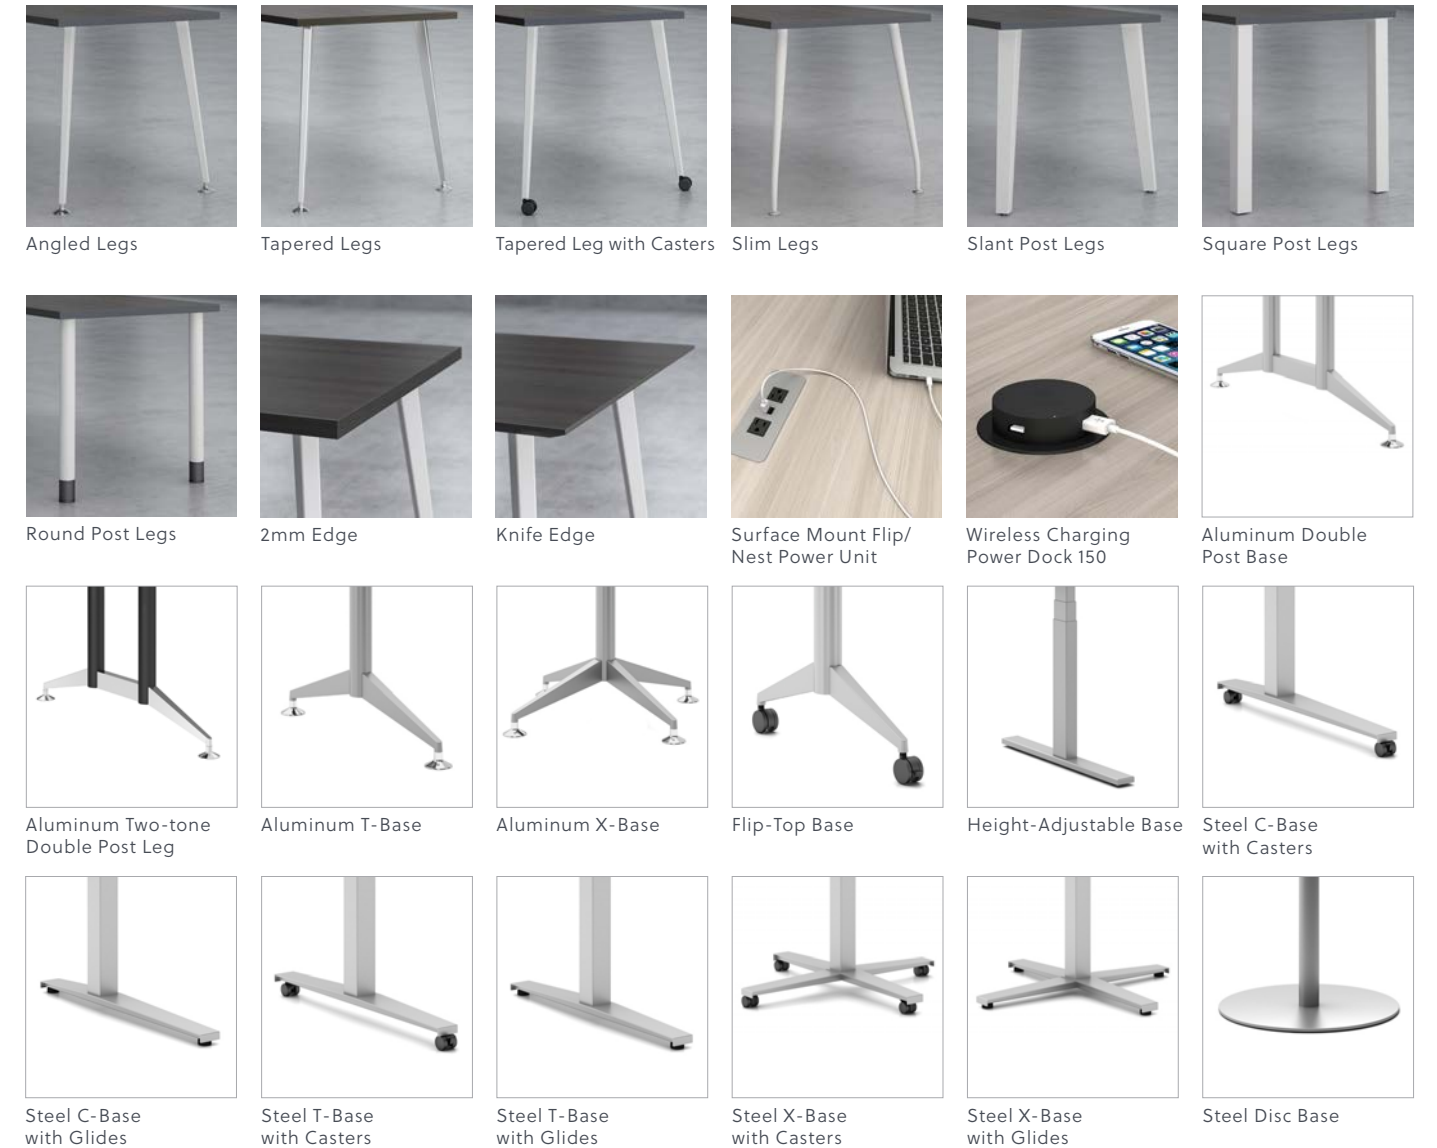 Angled Legs
Tapered Legs
Tapered Leg with Casters
Slim Legs
Slant Post Legs
Square Post Legs
Round Post Legs
2mm Edge
Knife Edge
Surface Mount Flip/
Nest Power Unit
Wireless Charging
Power Dock 150
Aluminum Double
Post Base
Aluminum Two-tone
Double Post Leg
Aluminum T-Base
Aluminum X-Base
Flip-Top Base
Height-Adjustable Base
Steel C-Base
with Casters
Steel C-Base
with Glides
Steel T-Base
with Casters
Steel T-Base
with Glides
Steel X-Base
with Casters
Steel X-Base
with Glides
Steel Disc Base